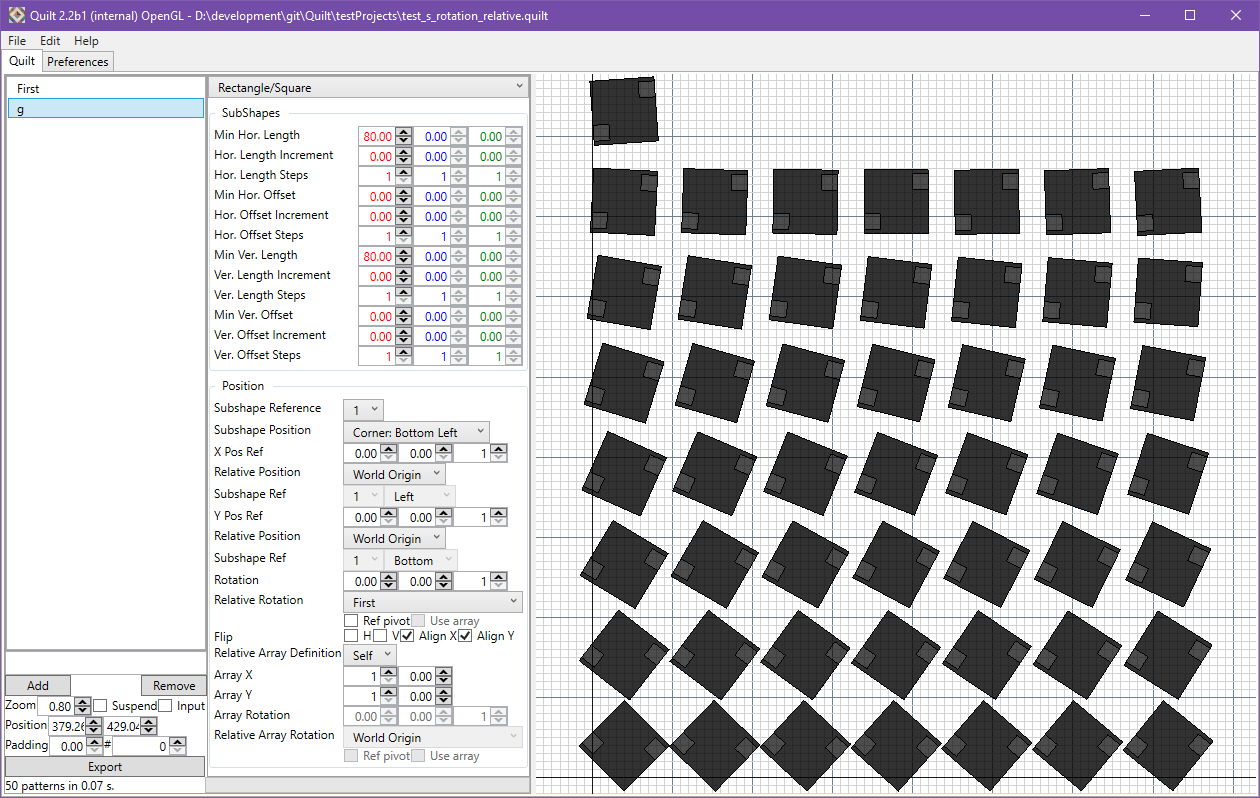 Quilt 2.2b1 (internal) OpenGL - D:\development\git\Quilt\testProjects\test_s_rotation_relative.quilt
File Edit Help
Quilt Preferences
First
g
Rectangle/Square
SubShapes
Min Hor. Length 80.00 0.00 0.00
Hor. Length Increment 0.00 0.00 0.00
Hor. Length Steps 1 1 1
Min Hor. Offset 0.00 0.00 0.00
Hor. Offset Increment 0.00 0.00 0.00
Hor. Offset Steps 1 1 1
Min Ver. Length 80.00 0.00 0.00
Ver. Length Increment 0.00 0.00 0.00
Ver. Length Steps 1 1 1
Min Ver. Offset 0.00 0.00 0.00
Ver. Offset Increment 0.00 0.00 0.00
Ver. Offset Steps 1 1 1
Position
Subshape Reference 1
Subshape Position Corner: Bottom Left
X Pos Ref 0.00 0.00 1
Relative Position World Origin
Subshape Ref 1 Left
Y Pos Ref 0.00 0.00 1
Relative Position World Origin
Subshape Ref 1 Bottom
Rotation 0.00 0.00 1
Relative Rotation First
Ref pivot Use array
Flip H V Align X Align Y
Relative Array Definition Self
Array X 1 0.00
Array Y 1 0.00
Array Rotation 0.00 0.00 1
Relative Array Rotation World Origin
Ref pivot Use array
Add Remove
Zoom 0.80 Suspend Input
Position 379.26 429.04
Padding 0.00 # 0
Export
50 patterns in 0.07 s.